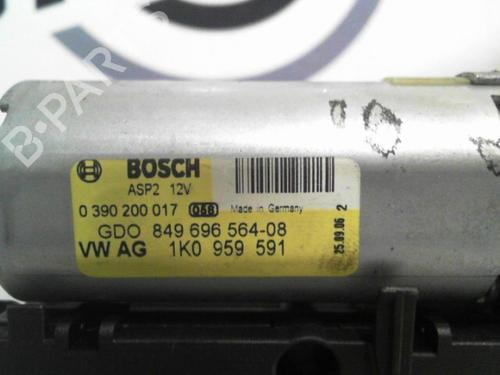 BOSCH
ASP2 12V
0 390 200 017 058 Made in Germany
GDO 849 696 564-08
VW AG 1K0 959 591
25.09.06 2
B-PAR